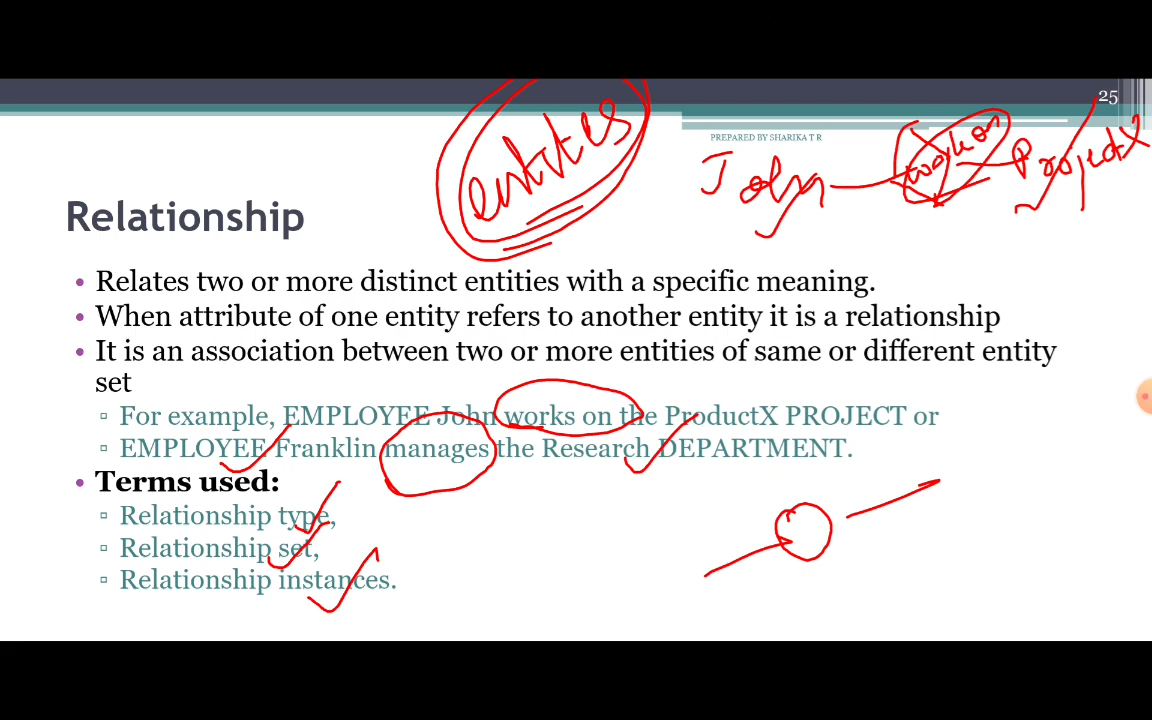 25
PREPARED BY SHARIKA T R
entites
John works on ProjectX
Relationship
• Relates two or more distinct entities with a specific meaning.
• When attribute of one entity refers to another entity it is a relationship
• It is an association between two or more entities of same or different entity
set
▫ For example, EMPLOYEE John works on the ProductX PROJECT or
▫ EMPLOYEE Franklin manages the Research DEPARTMENT.
• Terms used:
▫ Relationship type,
▫ Relationship set,
▫ Relationship instances.
r